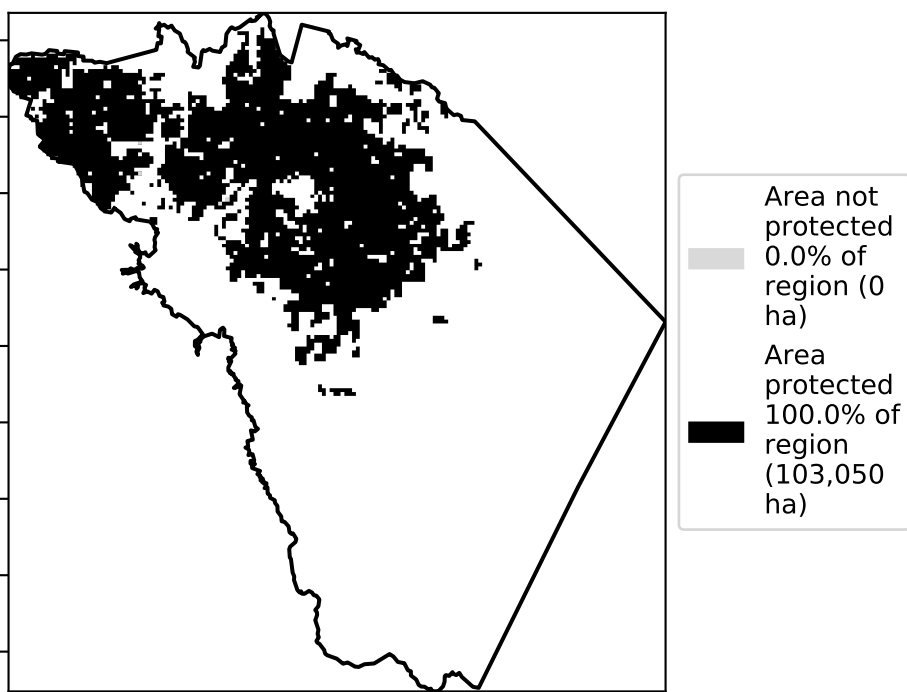 Area not
protected
0.0% of
region (0
ha)
Area
protected
100.0% of
region
(103,050
ha)